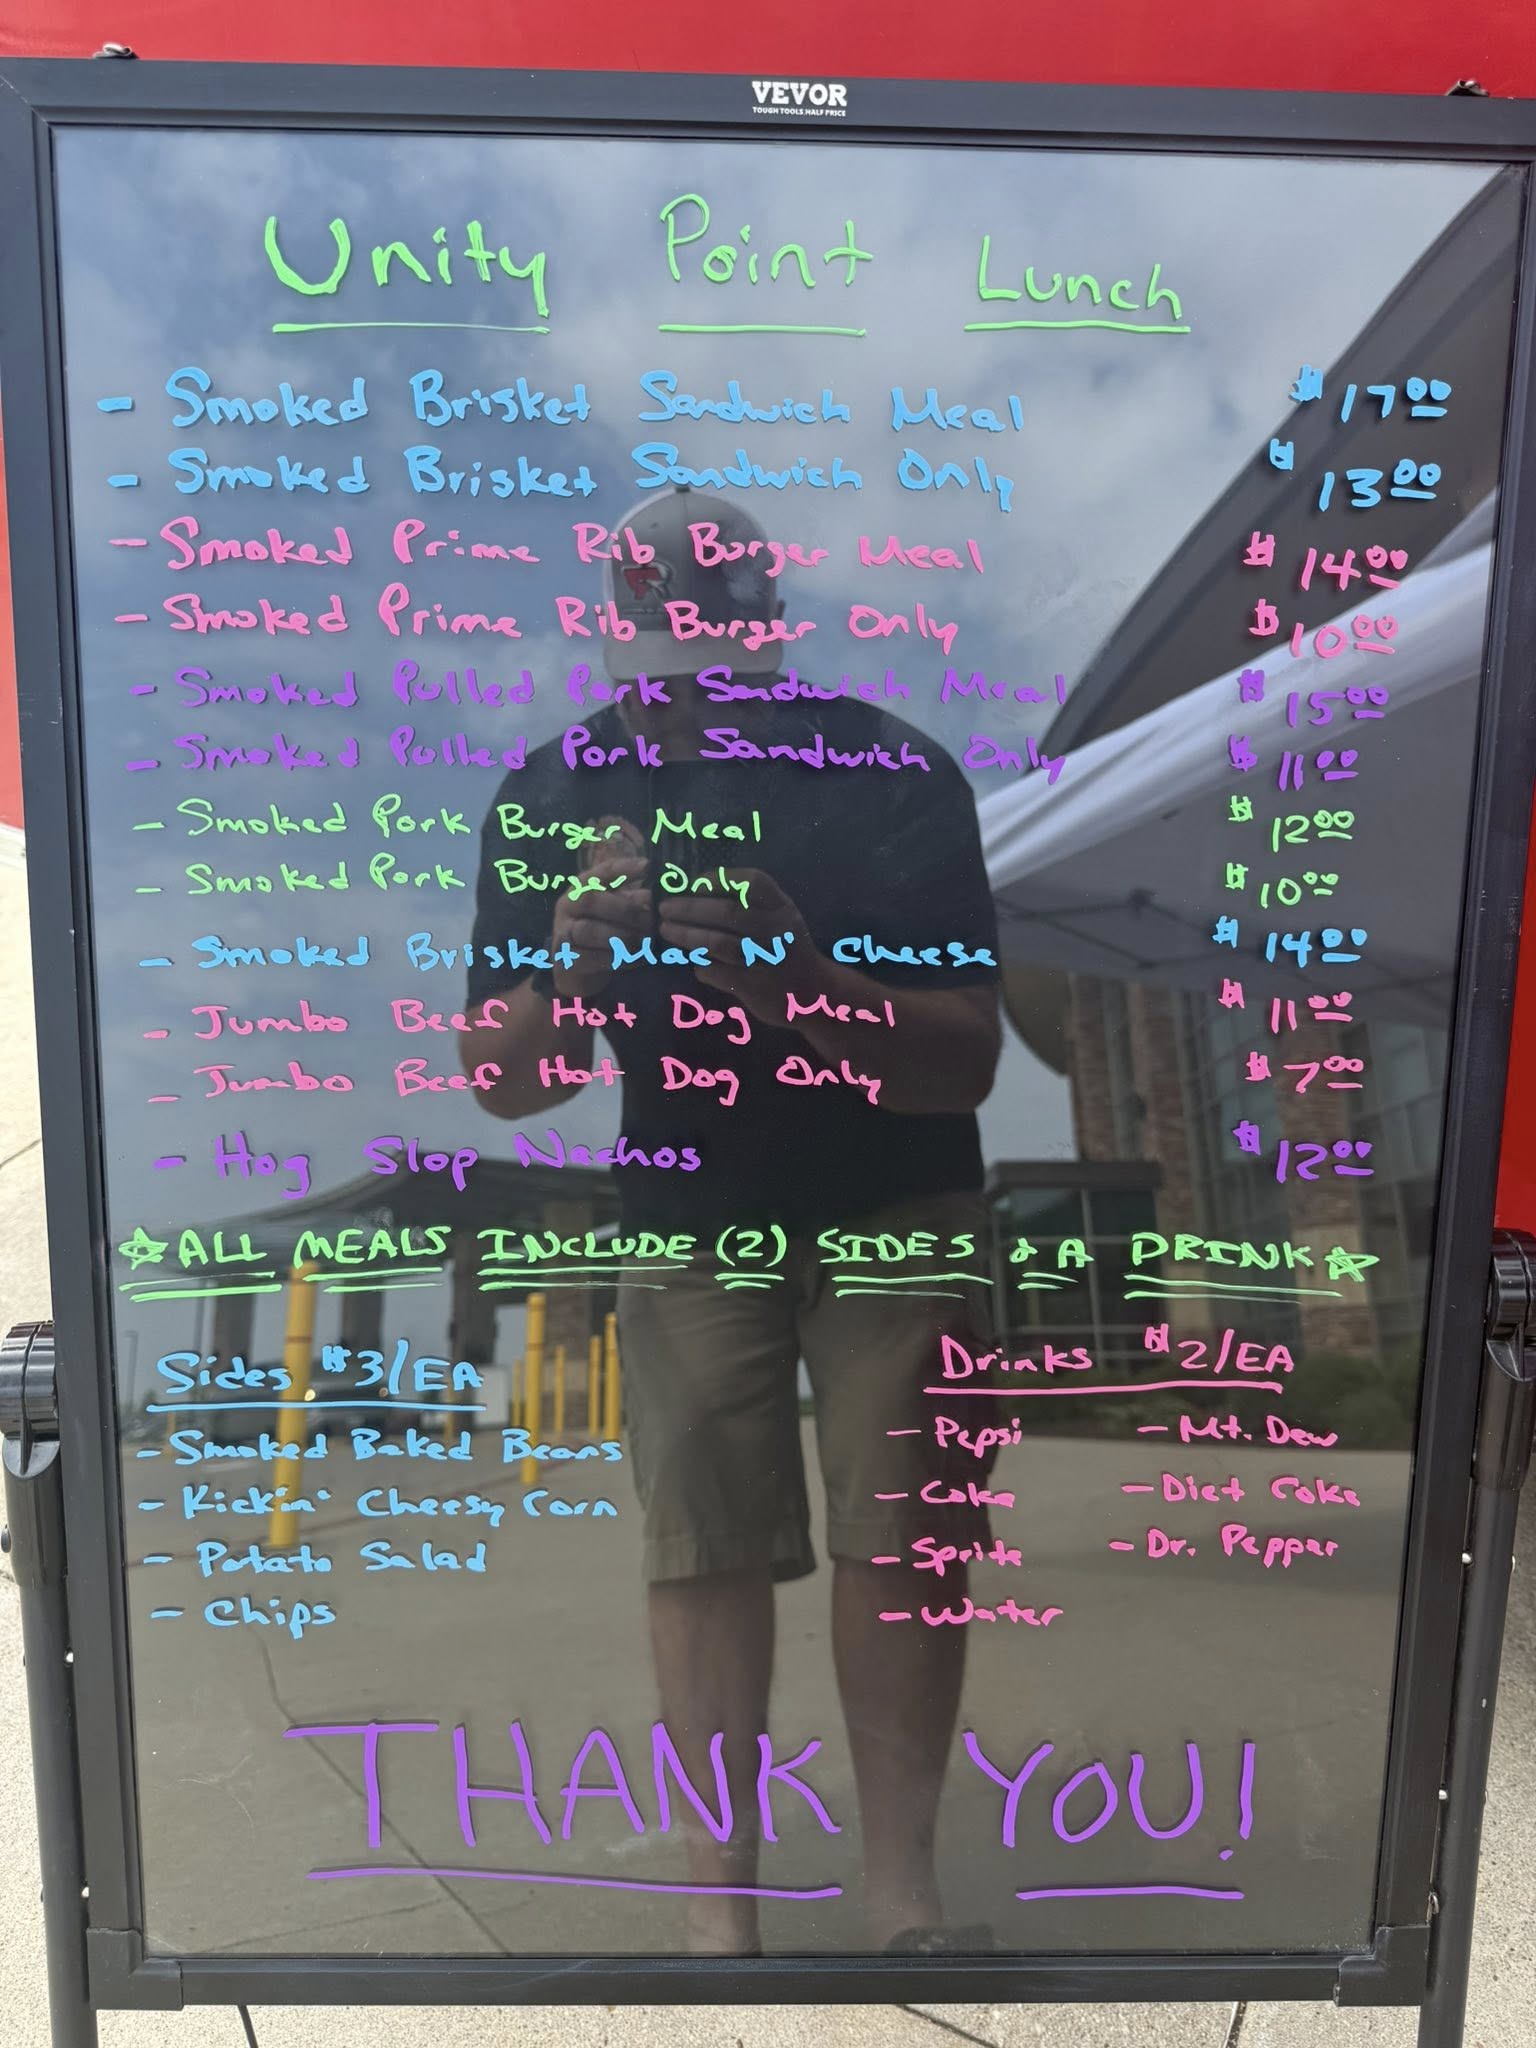 VEVOR
TOUGH TOOLS, HALF PRICE
Unity Point Lunch
- Smoked Brisket Sandwich Meal $17.00
- Smoked Brisket Sandwich Only $13.00
- Smoked Prime Rib Burger Meal $14.00
- Smoked Prime Rib Burger Only $10.00
- Smoked Pulled Pork Sandwich Meal $15.00
- Smoked Pulled Pork Sandwich Only $11.00
- Smoked Pork Burger Meal $12.00
- Smoked Pork Burger Only $10.00
- Smoked Brisket Mac N' Cheese $14.00
- Jumbo Beef Hot Dog Meal $11.00
- Jumbo Beef Hot Dog Only $7.00
- Hog Slop Nachos $12.00
☆ALL MEALS INCLUDE (2) SIDES & A DRINK☆
Sides $3/EA
- Smoked Baked Beans
- Kickin' Cheesy Corn
- Potato Salad
- Chips
Drinks $2/EA
- Pepsi - Mt. Dew
- Coke - Diet Coke
- Sprite - Dr. Pepper
- Water
THANK YOU!